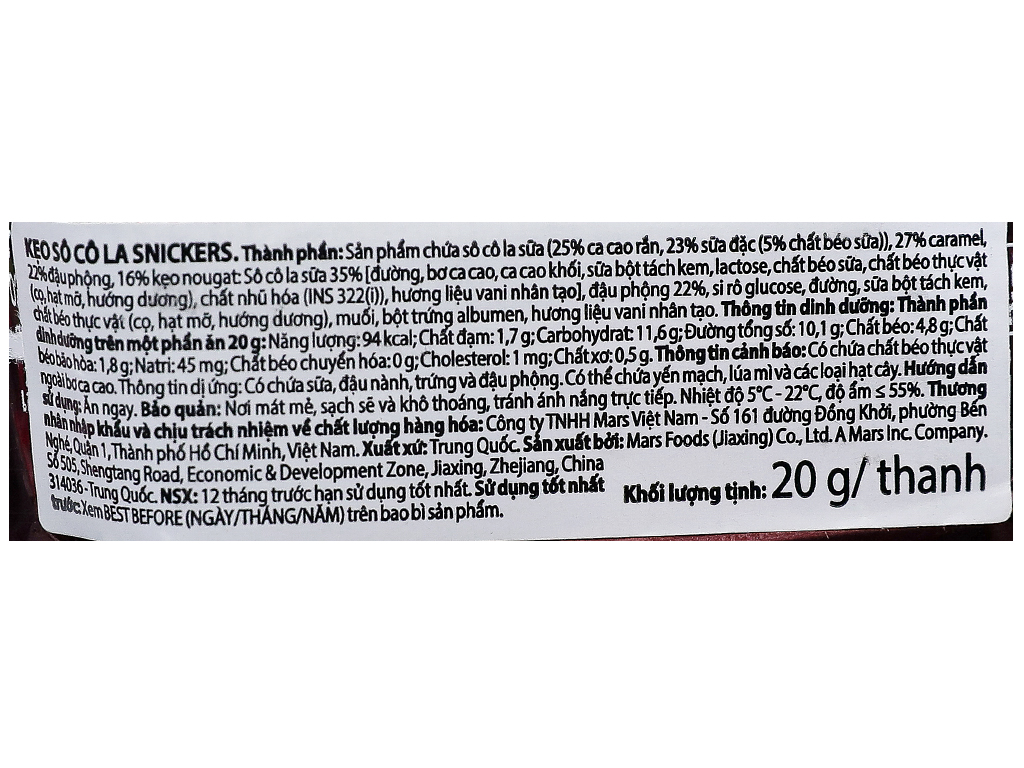 KẸO SÔ CÔ LA SNICKERS. Thành phần: Sản phẩm chứa sô cô la sữa (25% ca cao rắn, 23% sữa đặc (5% chất béo sữa)), 27% caramel,
22% đậu phộng, 16% kẹo nougat: Sô cô la sữa 35% [đường, bơ ca cao, ca cao khối, sữa bột tách kem, lactose, chất béo sữa, chất béo thực vật
(cọ, hạt mỡ, hướng dương), chất nhũ hóa (INS 322(i)), hương liệu vani nhân tạo], đậu phộng 22%, si rô glucose, đường, sữa bột tách kem,
chất béo thực vật (cọ, hạt mỡ, hướng dương), muối, bột trứng albumen, hương liệu vani nhân tạo. Thông tin dinh dưỡng: Thành phần
dinh dưỡng trên một phần ăn 20 g: Năng lượng: 94 kcal; Chất đạm: 1,7 g; Carbohydrat: 11,6 g; Đường tổng số: 10,1 g; Chất béo: 4,8 g; Chất
béo bão hòa: 1,8 g; Natri: 45 mg; Chất béo chuyển hóa: 0 g; Cholesterol: 1 mg; Chất xơ: 0,5 g. Thông tin cảnh báo: Có chứa chất béo thực vật
ngoài bơ ca cao. Thông tin dị ứng: Có chứa sữa, đậu nành, trứng và đậu phộng. Có thể chứa yến mạch, lúa mì và các loại hạt cây. Hướng dẫn
sử dụng: Ăn ngay. Bảo quản: Nơi mát mẻ, sạch sẽ và khô thoáng, tránh ánh nắng trực tiếp. Nhiệt độ 5°C - 22°C, độ ẩm ≤ 55%. Thương
nhân nhập khẩu và chịu trách nhiệm về chất lượng hàng hóa: Công ty TNHH Mars Việt Nam - Số 161 đường Đồng Khởi, phường Bến
Nghé, Quận 1, Thành phố Hồ Chí Minh, Việt Nam. Xuất xứ: Trung Quốc. Sản xuất bởi: Mars Foods (Jiaxing) Co., Ltd. A Mars Inc. Company.
Số 505, Shengtang Road, Economic & Development Zone, Jiaxing, Zhejiang, China
314036 - Trung Quốc. NSX: 12 tháng trước hạn sử dụng tốt nhất. Sử dụng tốt nhất
trước: Xem BEST BEFORE (NGÀY/THÁNG/NĂM) trên bao bì sản phẩm.
Khối lượng tịnh: 20 g/ thanh